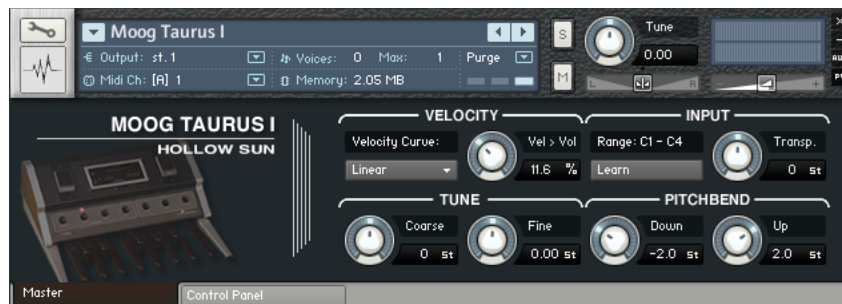 Moog Taurus I
Output: st.1 Voices: 0 Max: 1 Purge
Midi Ch: [A] 1 Memory: 2.05 MB
S
M
Tune
0.00
L R
- +
AU
PV
MOOG TAURUS I
HOLLOW SUN
VELOCITY
Velocity Curve: Vel > Vol
Linear 11.6 %
INPUT
Range: C1 - C4 Transp.
Learn 0 st
TUNE
Coarse Fine
0 st 0.00 st
PITCHBEND
Down Up
-2.0 st 2.0 st
Master Control Panel